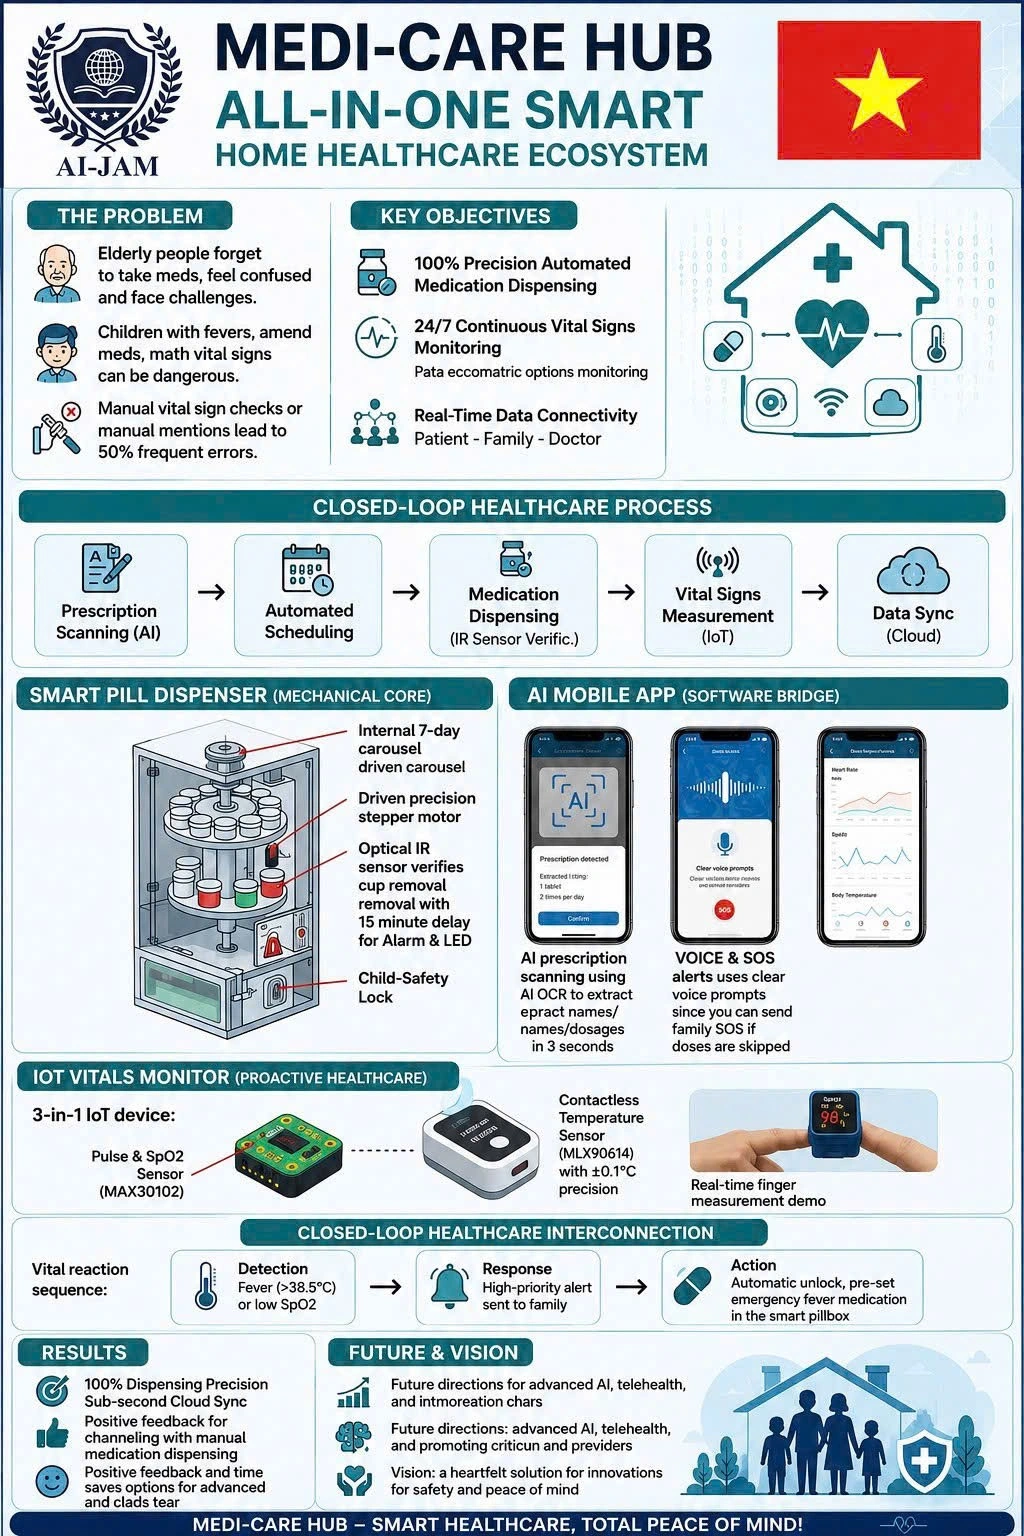 MEDI-CARE HUB
ALL-IN-ONE SMART
HOME HEALTHCARE ECOSYSTEM
AI-JAM
THE PROBLEM
Elderly people forget
to take meds, feel confused
and face challenges.
Children with fevers, amend
meds, math vital signs
can be dangerous.
Manual vital sign checks or
manual mentions lead to
50% frequent errors.
KEY OBJECTIVES
100% Precision Automated
Medication Dispensing
24/7 Continuous Vital Signs
Monitoring
Pata eccomatric options monitoring
Real-Time Data Connectivity
Patient - Family - Doctor
CLOSED-LOOP HEALTHCARE PROCESS
A
Prescription
Scanning (AI)
Automated
Scheduling
Medication
Dispensing
(IR Sensor Verific.)
Vital Signs
Measurement
(IoT)
Data Sync
(Cloud)
SMART PILL DISPENSER (MECHANICAL CORE)
Internal 7-day
carousel
driven carousel
Driven precision
stepper motor
Optical IR
sensor verifies
cup removal
removal with
15 minute delay
for Alarm & LED
Child-Safety
Lock
AI MOBILE APP (SOFTWARE BRIDGE)
AI
Prescription detected
1 tablet
2 times per day
Confirm
AI prescription
scanning using
AI OCR to extract
epract names/
names/dosages
in 3 seconds
Clear voice prompts
SOS
VOICE & SOS
alerts uses clear
voice prompts
since you can send
family SOS if
doses are skipped
Heart Rate
Body Temperature
IOT VITALS MONITOR (PROACTIVE HEALTHCARE)
3-in-1 IoT device:
Pulse & SpO2
Sensor
(MAX30102)
Contactless
Temperature
Sensor
(MLX90614)
with ±0.1°C
precision
98
Real-time finger
measurement demo
CLOSED-LOOP HEALTHCARE INTERCONNECTION
Vital reaction
sequence:
Detection
Fever (>38.5°C)
or low SpO2
Response
High-priority alert
sent to family
Action
Automatic unlock, pre-set
emergency fever medication
in the smart pillbox
RESULTS
100% Dispensing Precision
Sub-second Cloud Sync
Positive feedback for
channeling with manual
medication dispensing
Positive feedback and time
saves options for advanced
and clads tear
FUTURE & VISION
Future directions for advanced AI, telehealth,
and intmoreation chars
Future directions: advanced AI, telehealth,
and promoting criticun and providers
Vision: a heartfelt solution for innovations
for safety and peace of mind
MEDI-CARE HUB – SMART HEALTHCARE, TOTAL PEACE OF MIND!